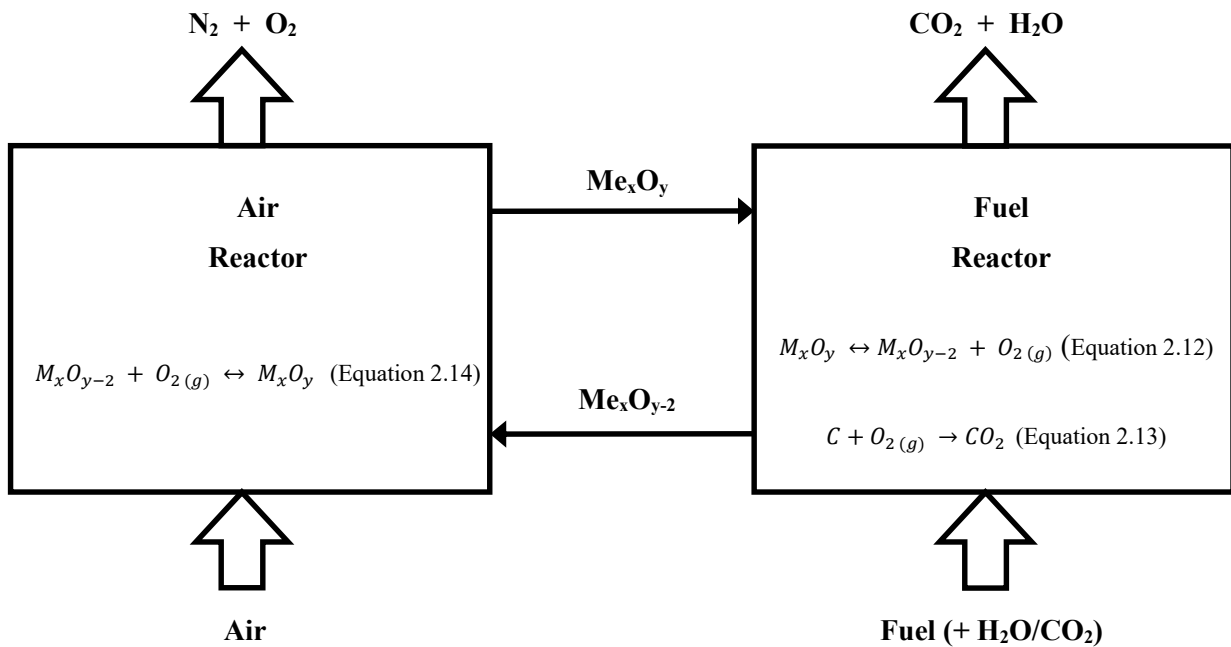 N₂ + O₂
CO₂ + H₂O
MeₓOᵧ
Air
Reactor
Fuel
Reactor
MₓOᵧ ↔ MₓOᵧ₋₂ + O₂ (g) (Equation 2.12)
MₓOᵧ₋₂ + O₂ (g) ↔ MₓOᵧ (Equation 2.14)
MeₓOᵧ₋₂
C + O₂ (g) → CO₂ (Equation 2.13)
Air
Fuel (+ H₂O/CO₂)